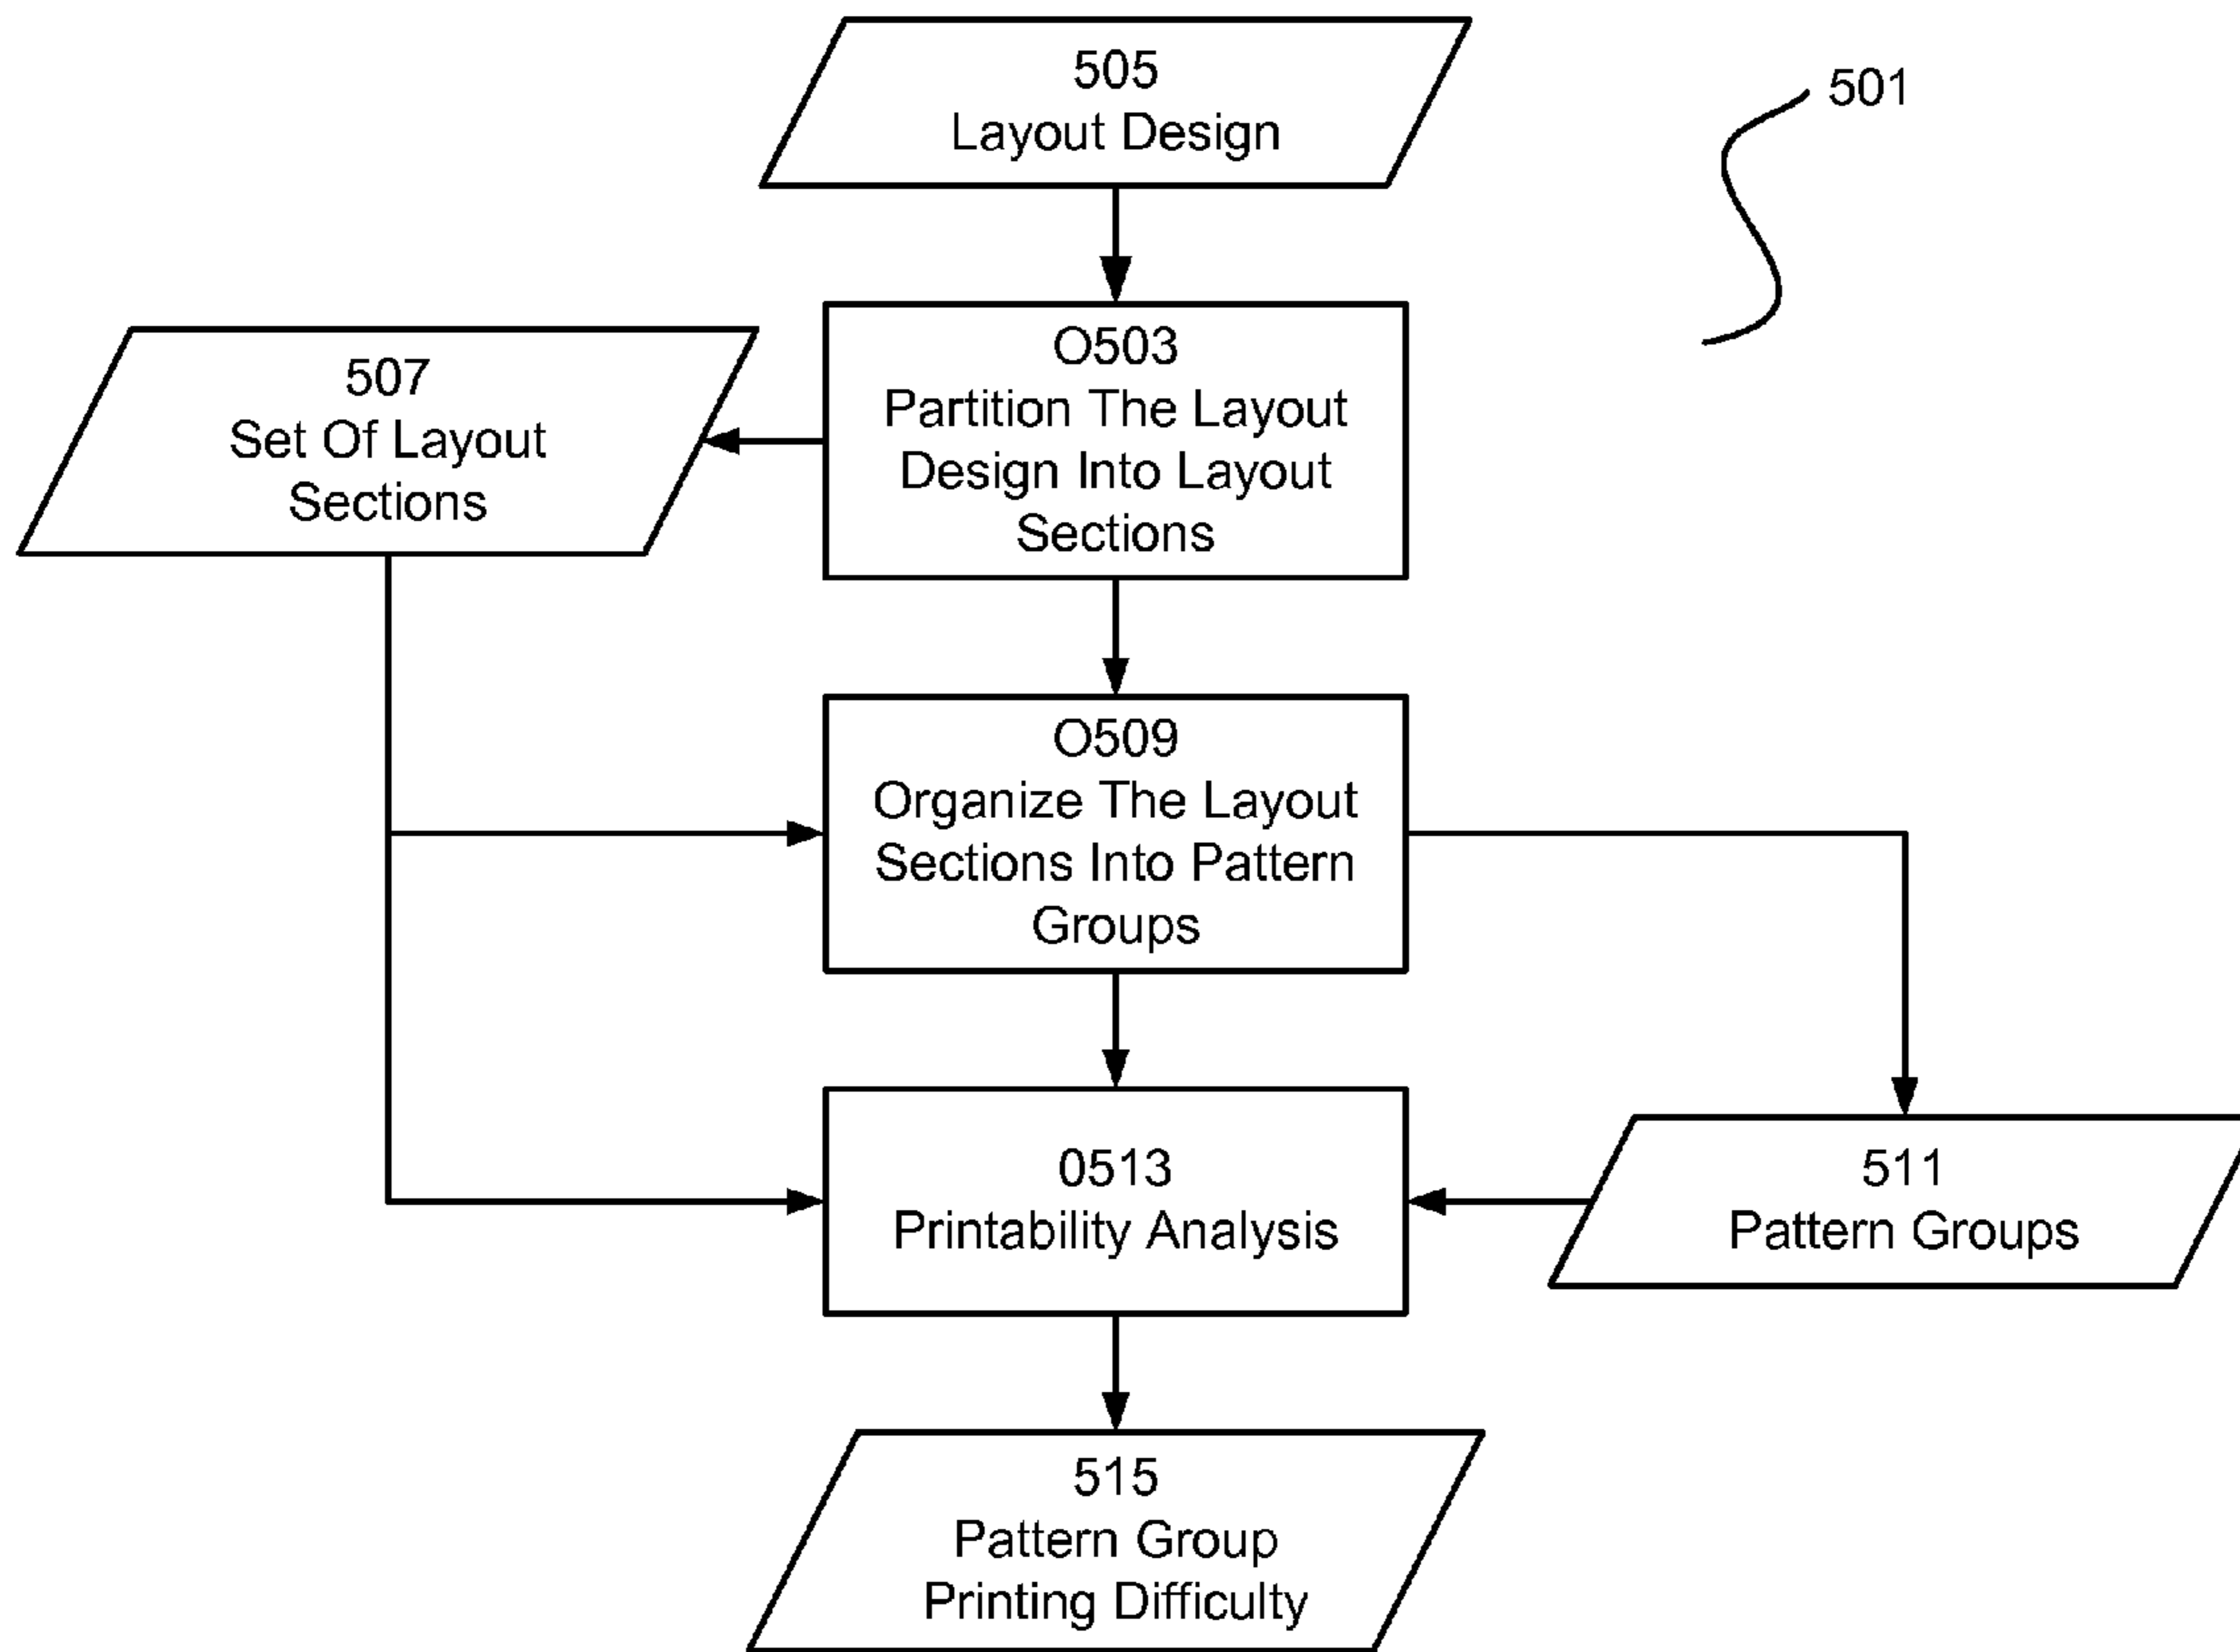 505
Layout Design
501
O503
Partition The Layout
Design Into Layout
Sections
507
Set Of Layout
Sections
O509
Organize The Layout
Sections Into Pattern
Groups
0513
Printability Analysis
511
Pattern Groups
515
Pattern Group
Printing Difficulty